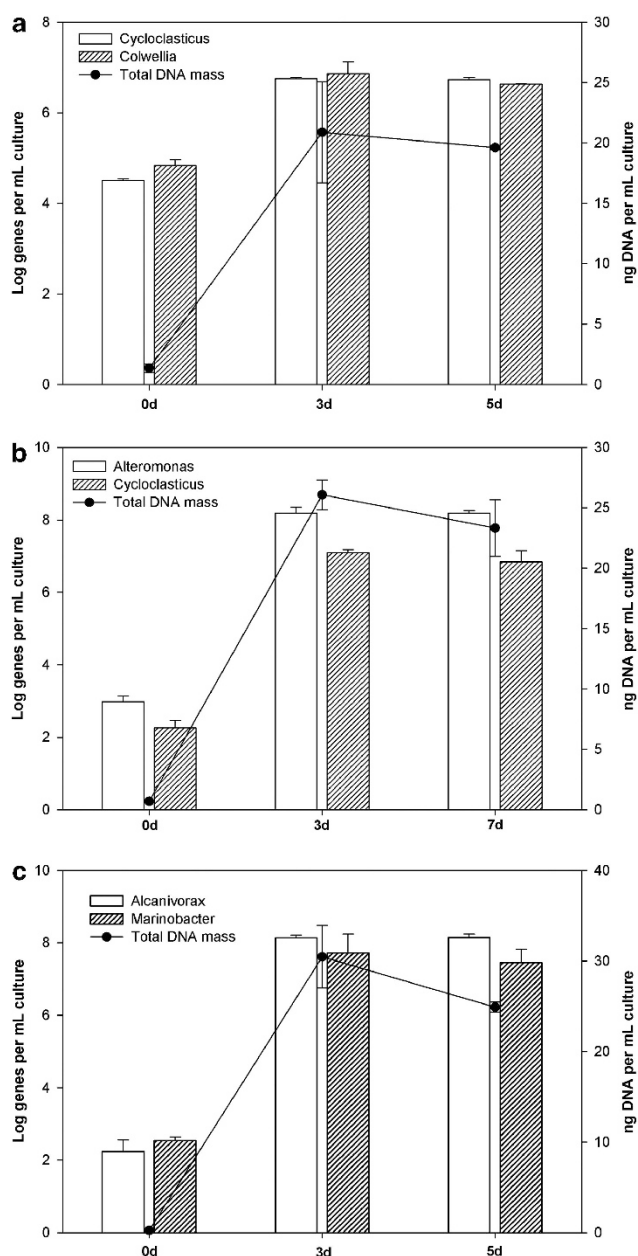 a
8
6
4
2
0
Log genes per mL culture
Cycloclasticus
Colwellia
Total DNA mass
30
25
20
15
10
5
0
ng DNA per mL culture
0d 3d 5d
b
10
8
6
4
2
0
Log genes per mL culture
Alteromonas
Cycloclasticus
Total DNA mass
30
25
20
15
10
5
0
ng DNA per mL culture
0d 3d 7d
c
10
8
6
4
2
0
Log genes per mL culture
Alcanivorax
Marinobacter
Total DNA mass
40
30
20
10
0
ng DNA per mL culture
0d 3d 5d